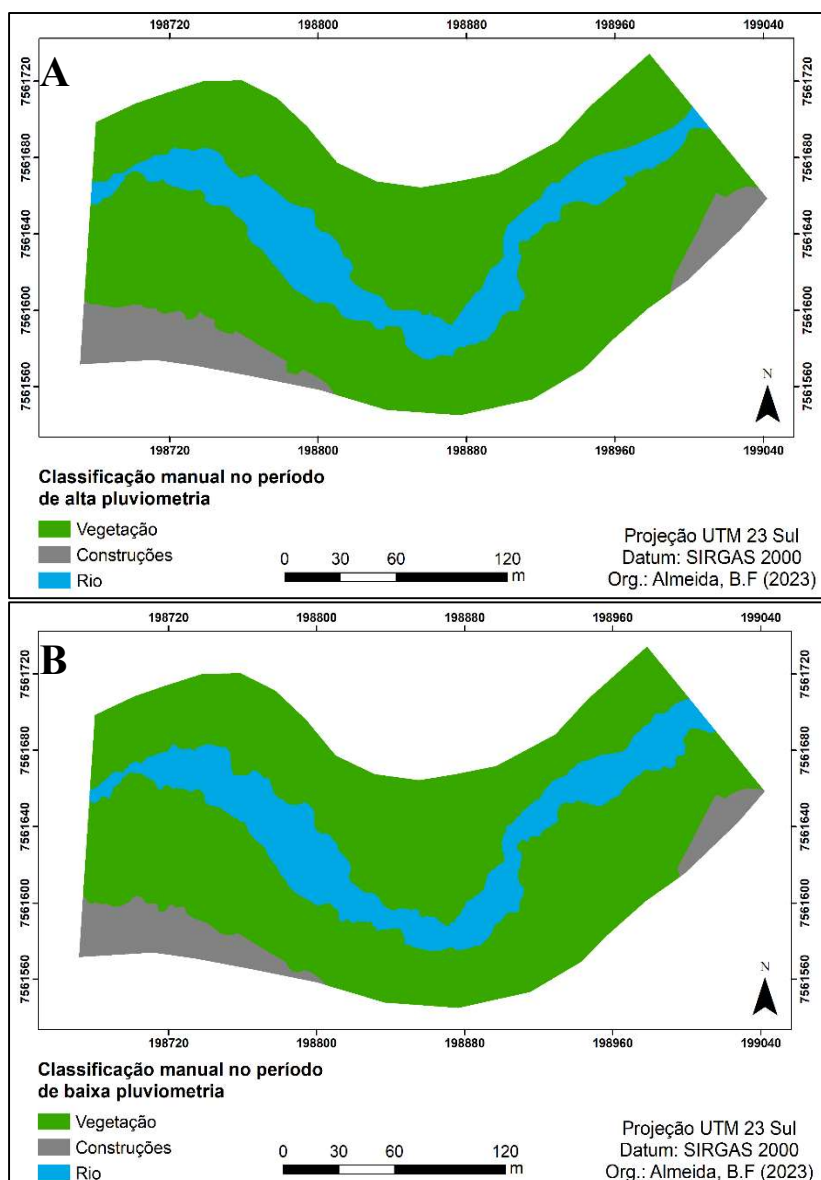 198720 198800 198880 198960 199040
A
7561720 7561680 7561640 7561600 7561560
7561720 7561680 7561640 7561600 7561560
N
198720 198800 198880 198960 199040
Classificação manual no período
de alta pluviometria
Vegetação
Construções
Rio
0 30 60 120
m
Projeção UTM 23 Sul
Datum: SIRGAS 2000
Org.: Almeida, B.F (2023)
198720 198800 198880 198960 199040
B
7561720 7561680 7561640 7561600 7561560
7561720 7561680 7561640 7561600 7561560
N
198720 198800 198880 198960 199040
Classificação manual no período
de baixa pluviometria
Vegetação
Construções
Rio
0 30 60 120
m
Projeção UTM 23 Sul
Datum: SIRGAS 2000
Org.: Almeida, B.F (2023)